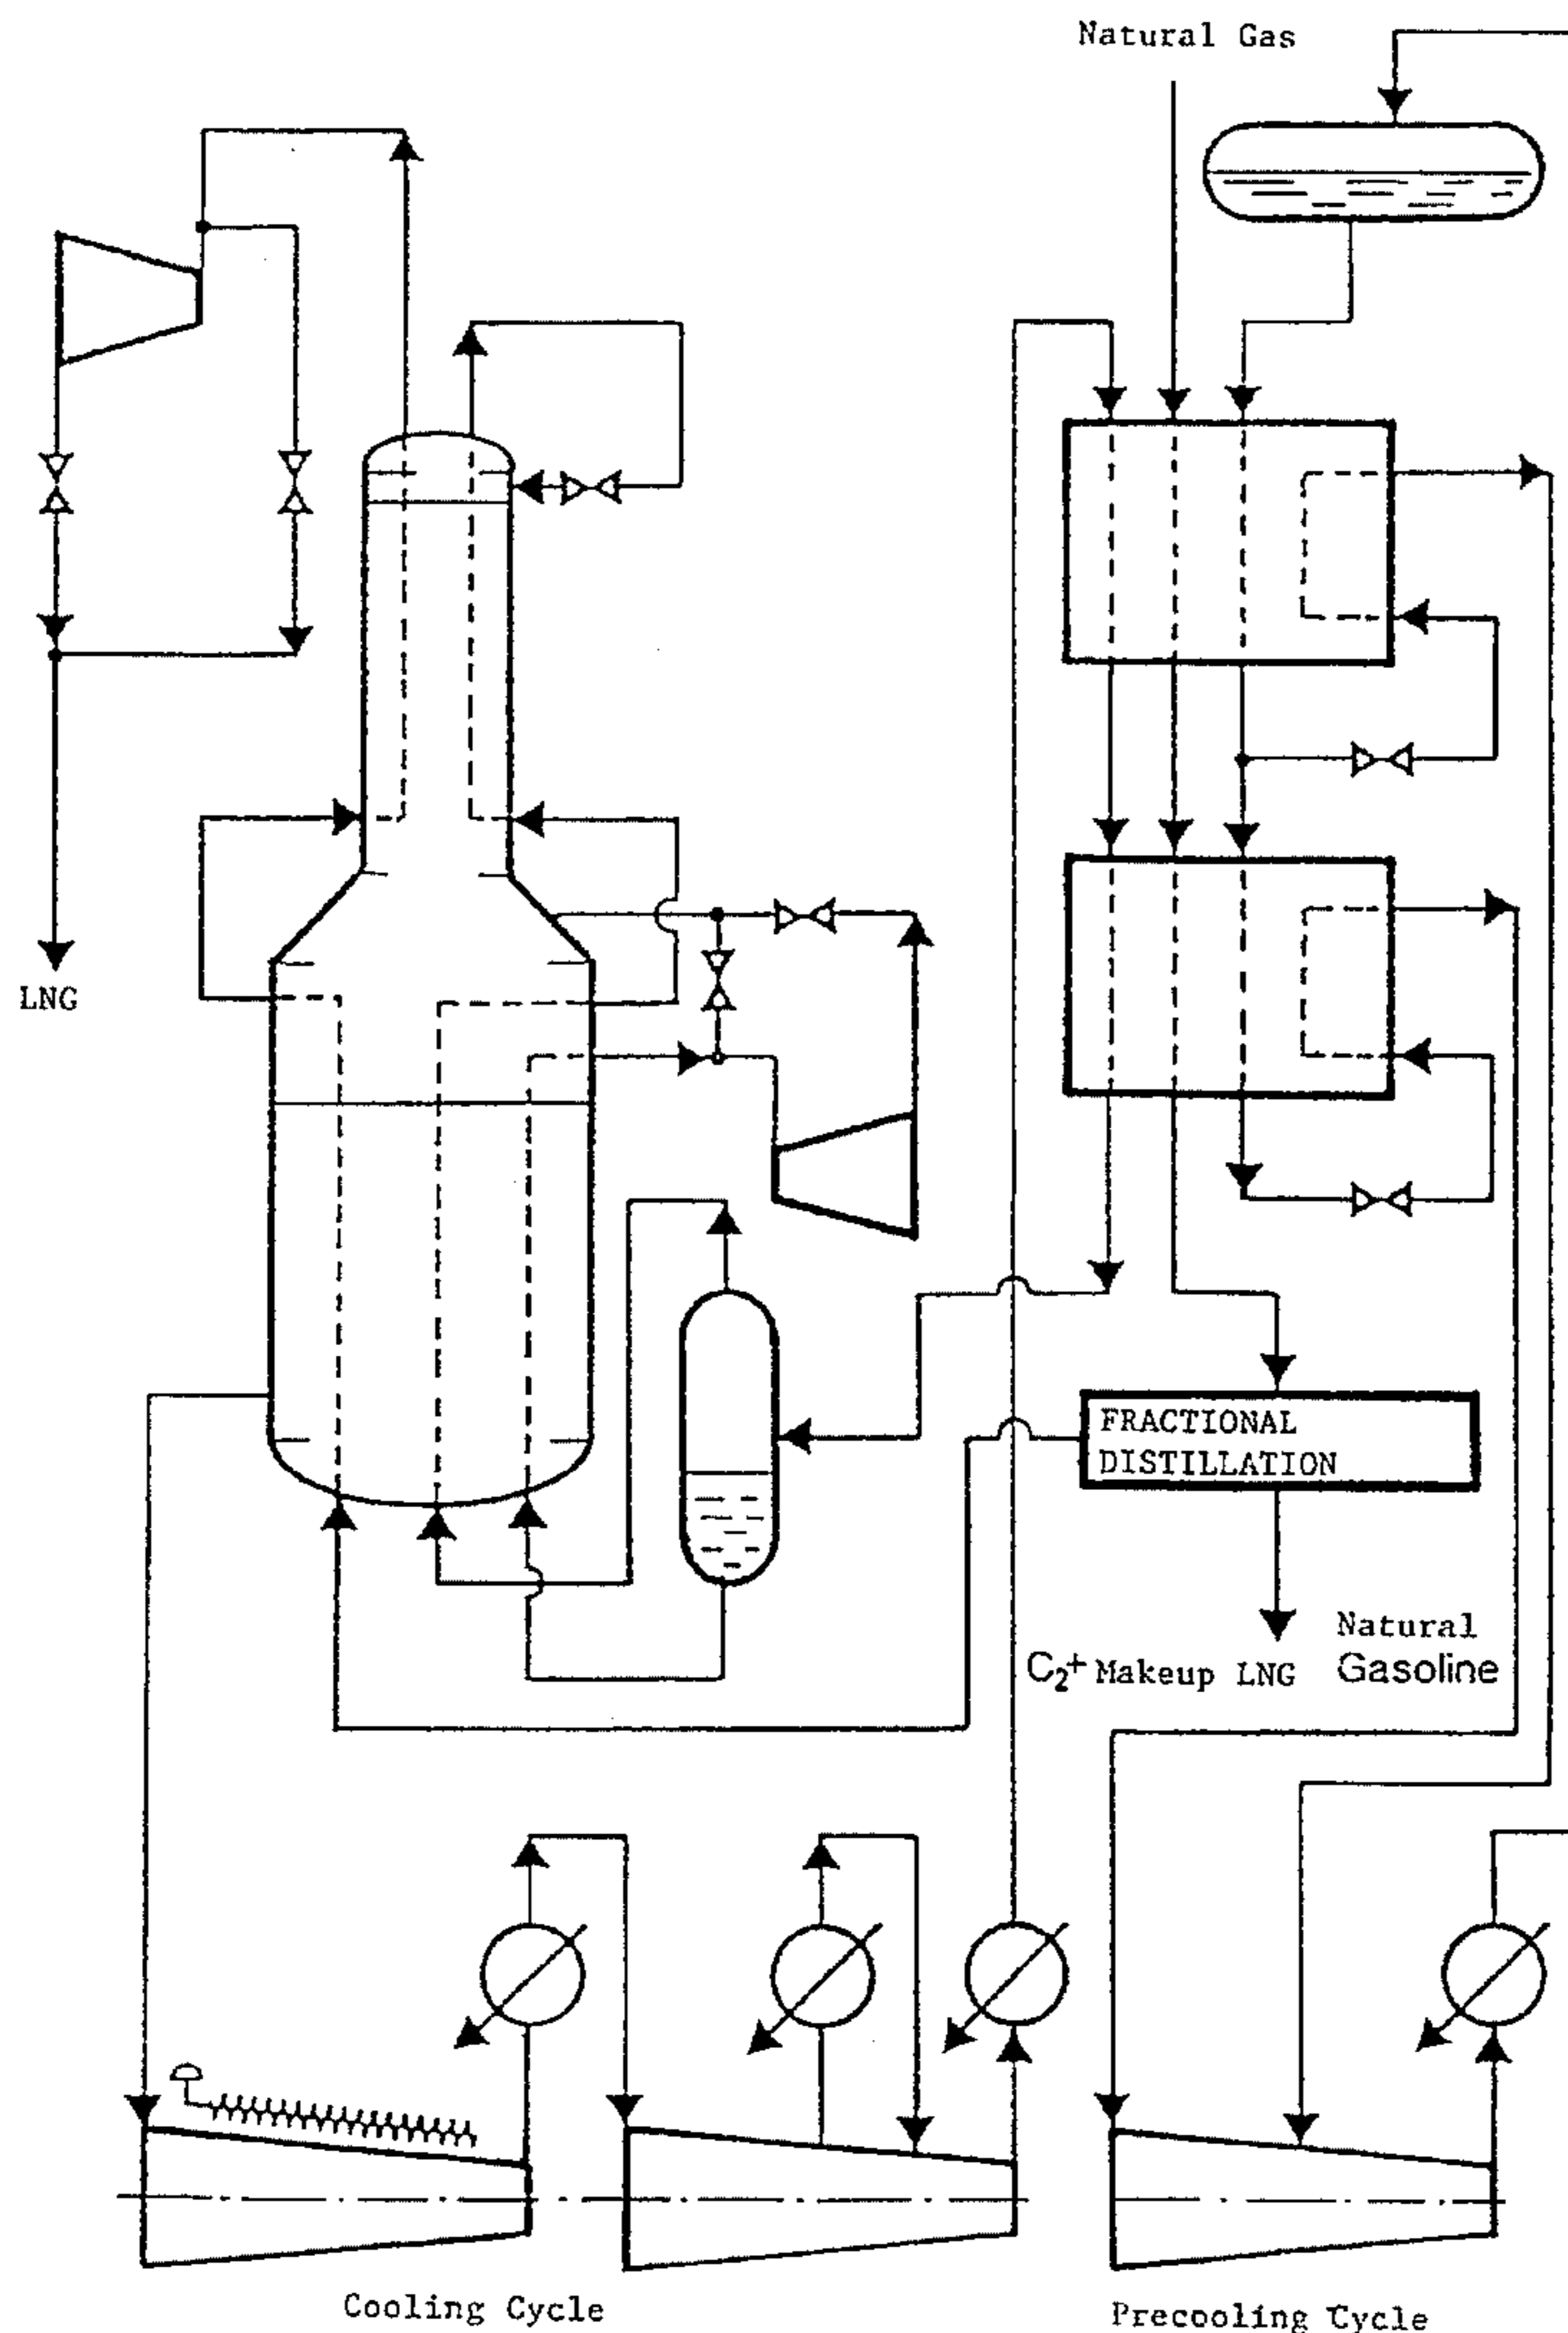 Natural Gas
LNG
FRACTIONAL
DISTILLATION
Natural
C₂⁺ Makeup LNG Gasoline
Cooling Cycle
Precooling Cycle